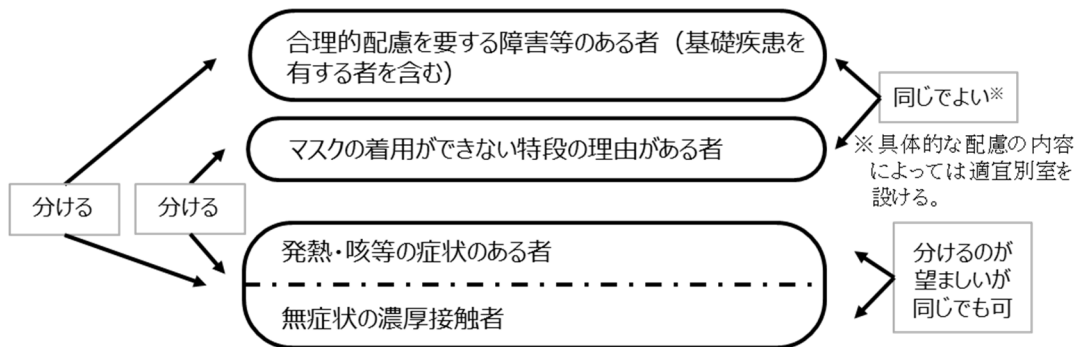 合理的配慮を要する障害等のある者（基礎疾患を
有する者を含む）
同じでよい※
マスクの着用ができない特段の理由がある者
※具体的な配慮の内容
によっては適宜別室を
設ける。
分ける
分ける
発熱・咳等の症状のある者
無症状の濃厚接触者
分けるのが
望ましいが
同じでも可